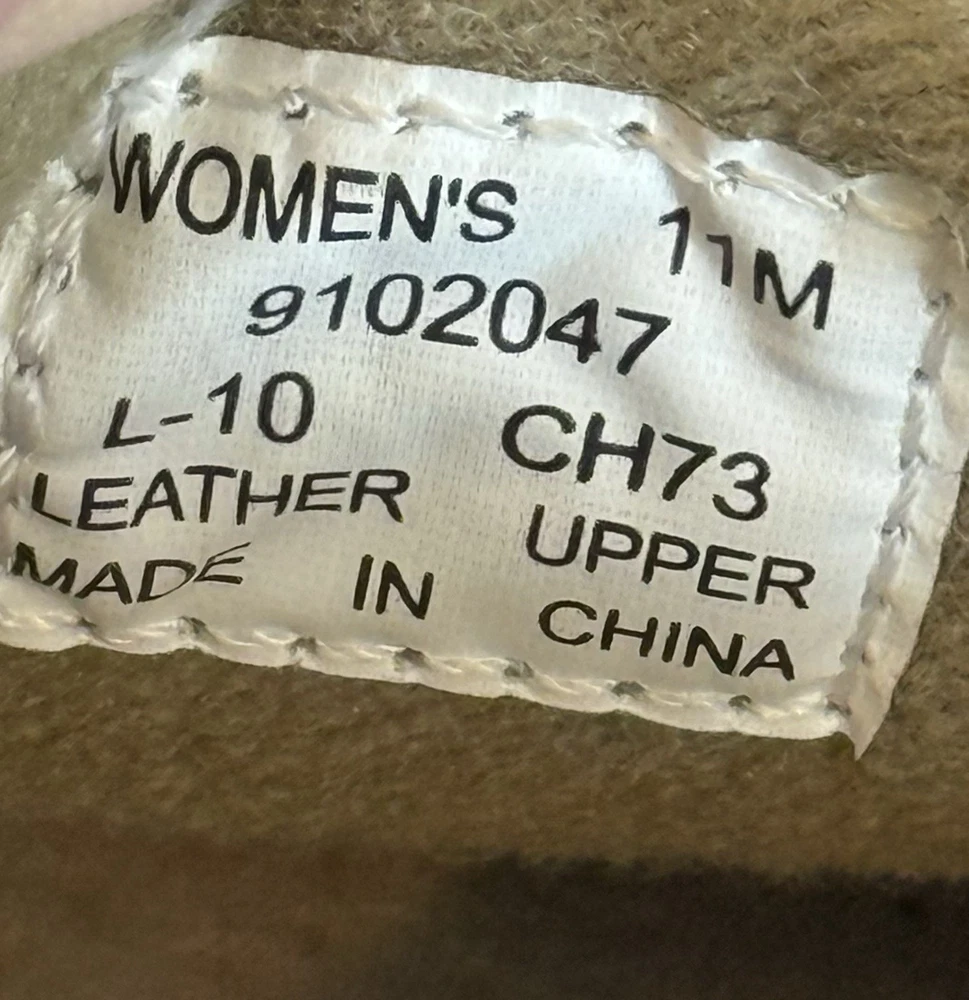 WOMEN'S 11M
9102047
L-10 CH73
LEATHER UPPER
MADE IN CHINA